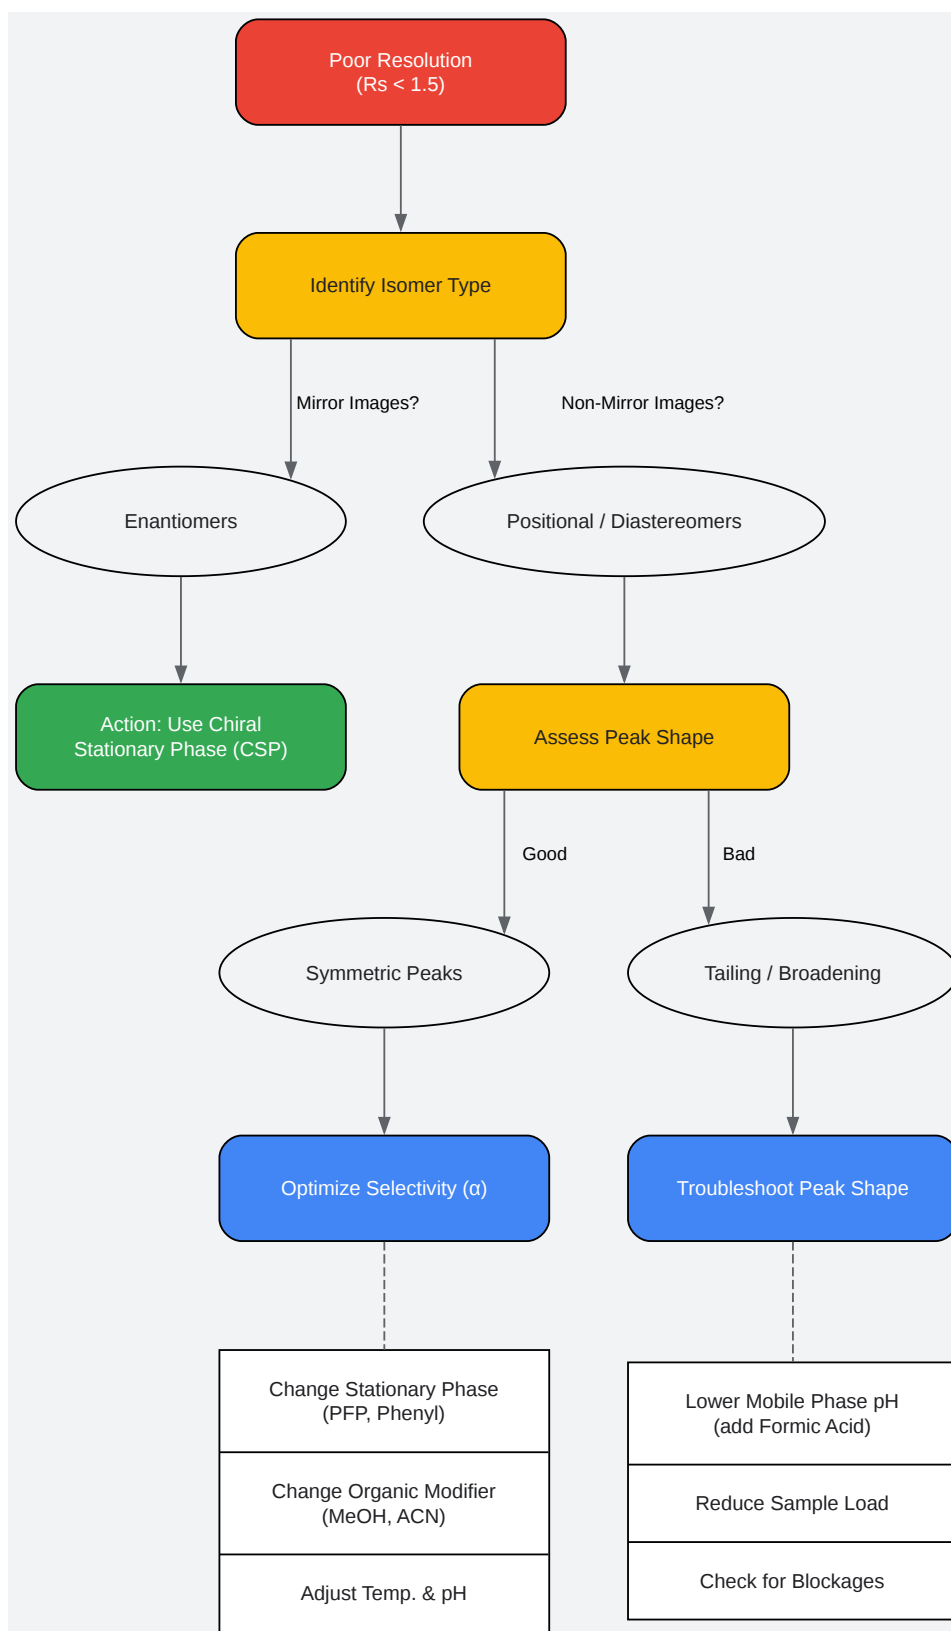 Poor Resolution
(Rs < 1.5)
Identify Isomer Type
Mirror Images?
Non-Mirror Images?
Enantiomers
Positional / Diastereomers
Action: Use Chiral
Stationary Phase (CSP)
Assess Peak Shape
Good
Bad
Symmetric Peaks
Tailing / Broadening
Optimize Selectivity (α)
Troubleshoot Peak Shape
Change Stationary Phase
(PFP, Phenyl)
Change Organic Modifier
(MeOH, ACN)
Adjust Temp. & pH
Lower Mobile Phase pH
(add Formic Acid)
Reduce Sample Load
Check for Blockages